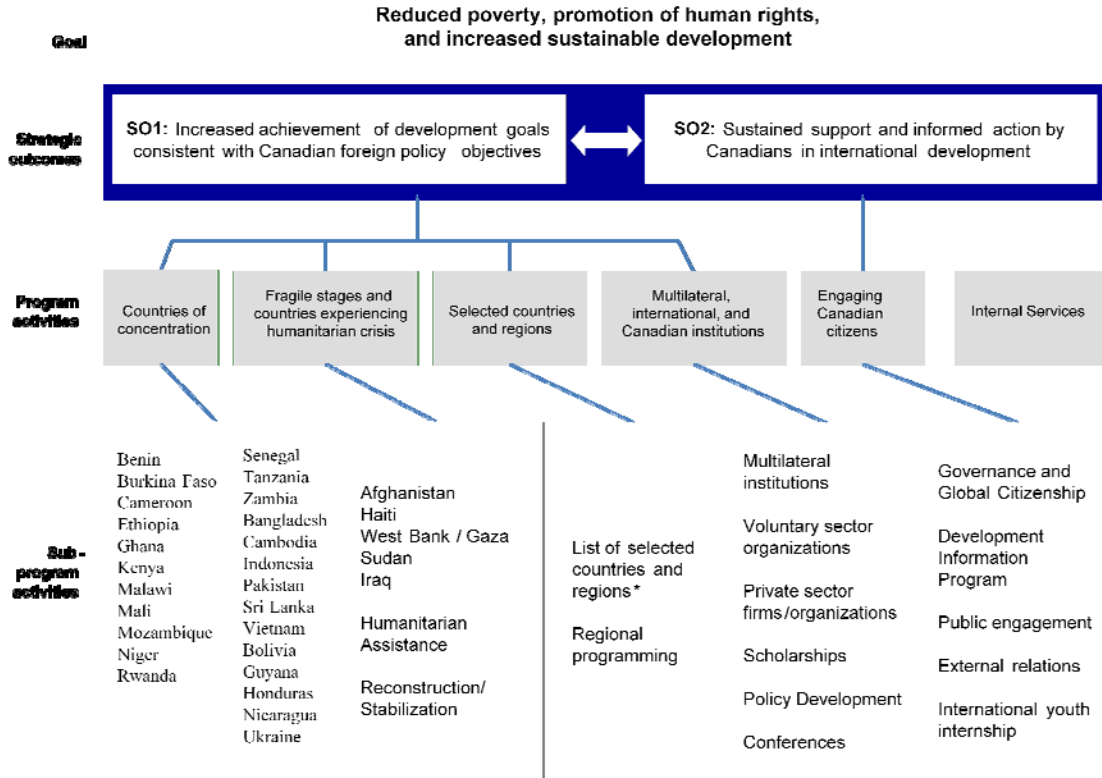 Goal
Reduced poverty, promotion of human rights,
and increased sustainable development
Strategic
outcomes
SO1: Increased achievement of development goals
consistent with Canadian foreign policy objectives
SO2: Sustained support and informed action by
Canadians in international development
Program
activities
Countries of
concentration
Fragile stages and
countries experiencing
humanitarian crisis
Selected countries
and regions
Multilateral,
international, and
Canadian institutions
Engaging
Canadian
citizens
Internal Services
Sub -
program
activities
Benin
Burkina Faso
Cameroon
Ethiopia
Ghana
Kenya
Malawi
Mali
Mozambique
Niger
Rwanda
Senegal
Tanzania
Zambia
Bangladesh
Cambodia
Indonesia
Pakistan
Sri Lanka
Vietnam
Bolivia
Guyana
Honduras
Nicaragua
Ukraine
Afghanistan
Haiti
West Bank / Gaza
Sudan
Iraq
Humanitarian
Assistance
Reconstruction/
Stabilization
List of selected
countries and
regions*
Regional
programming
Multilateral
institutions
Voluntary sector
organizations
Private sector
firms/organizations
Scholarships
Policy Development
Conferences
Governance and
Global Citizenship
Development
Information
Program
Public engagement
External relations
International youth
internship